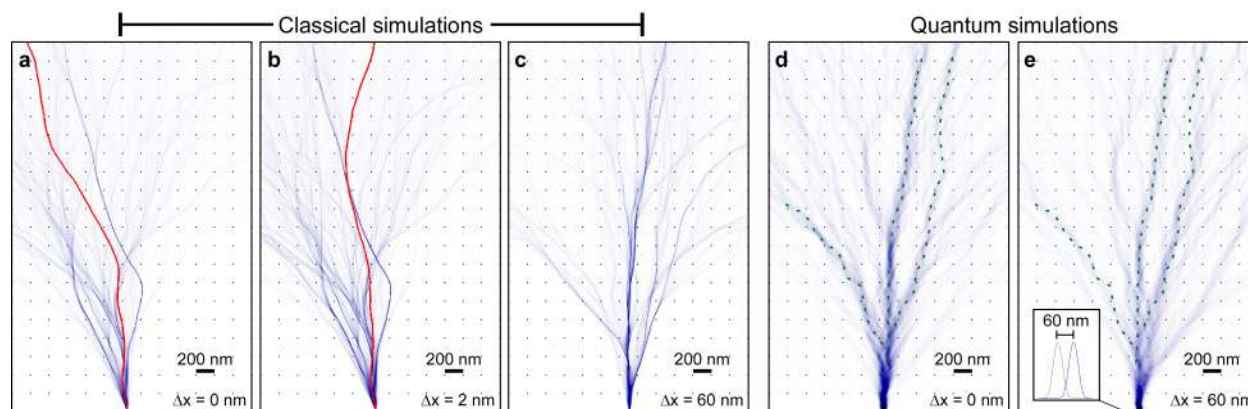 Classical simulations
Quantum simulations
a
b
c
d
e
200 nm
Δx = 0 nm
200 nm
Δx = 2 nm
200 nm
Δx = 60 nm
200 nm
Δx = 0 nm
60 nm
200 nm
Δx = 60 nm